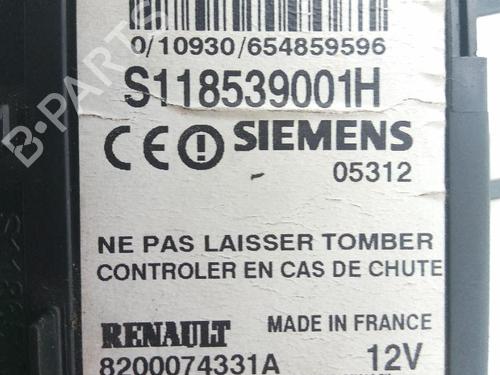 0/10930/654859596
S118539001H
CE SIEMENS
05312
NE PAS LAISSER TOMBER
CONTROLER EN CAS DE CHUTE
RENAULT MADE IN FRANCE
8200074331A 12V
B-PARTS